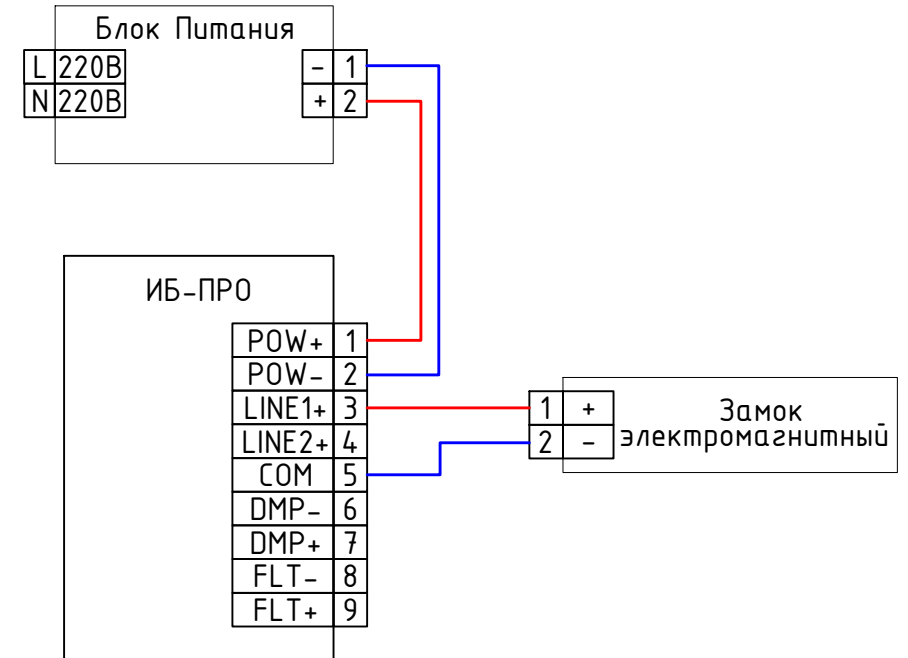 Блок Питания
L 220В - 1
N 220В + 2
ИБ-ПРО
POW+ 1
POW- 2
LINE1+ 3
LINE2+ 4
COM 5
DMP- 6
DMP+ 7
FLT- 8
FLT+ 9
1 + Замок
2 - электромагнитный